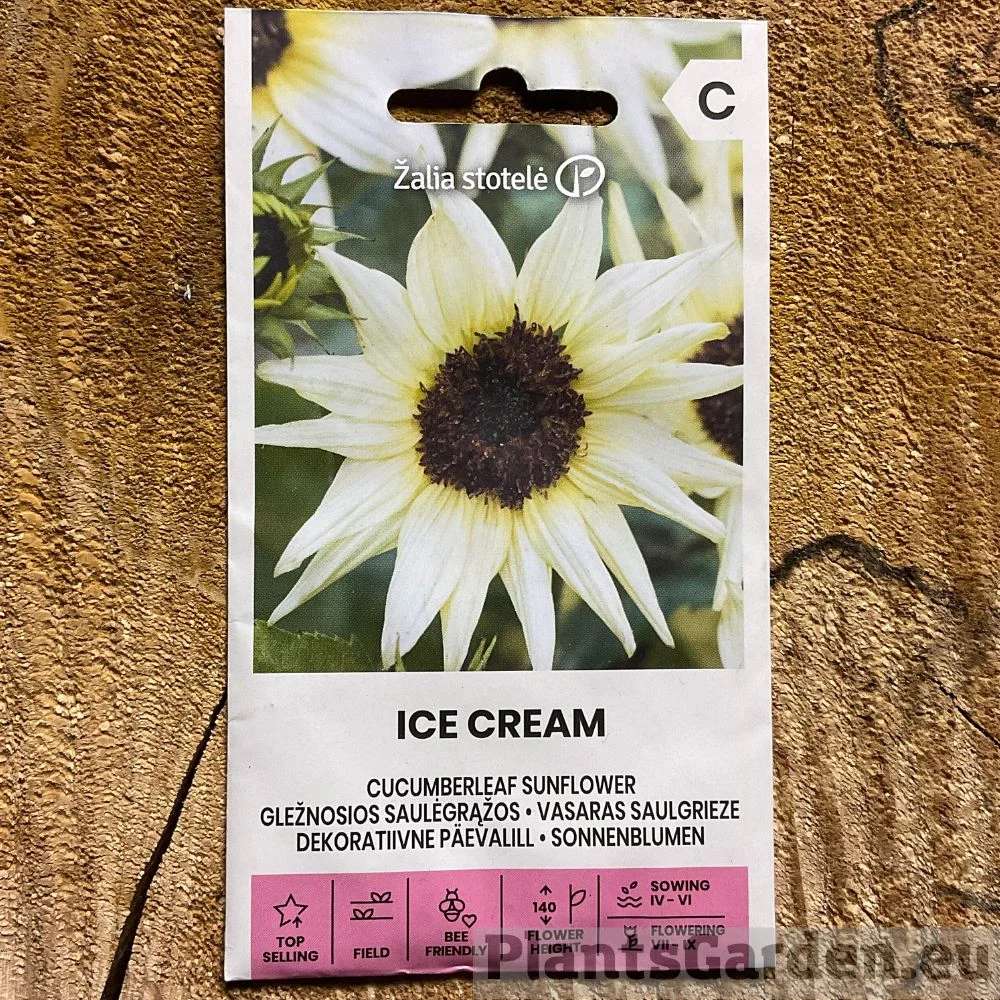 C
Žalia stotelė
ICE CREAM
CUCUMBERLEAF SUNFLOWER
GLEŽNOSIOS SAULĖGRĄŽOS • VASARAS SAULGRIEZE
DEKORATIIVNE PÄEVALILL • SONNENBLUMEN
TOP
SELLING
FIELD
BEE
FRIENDLY
140
FLOWER
HEIGHT
SOWING
IV - VI
FLOWERING
VII - IX
PlantsGarden.eu